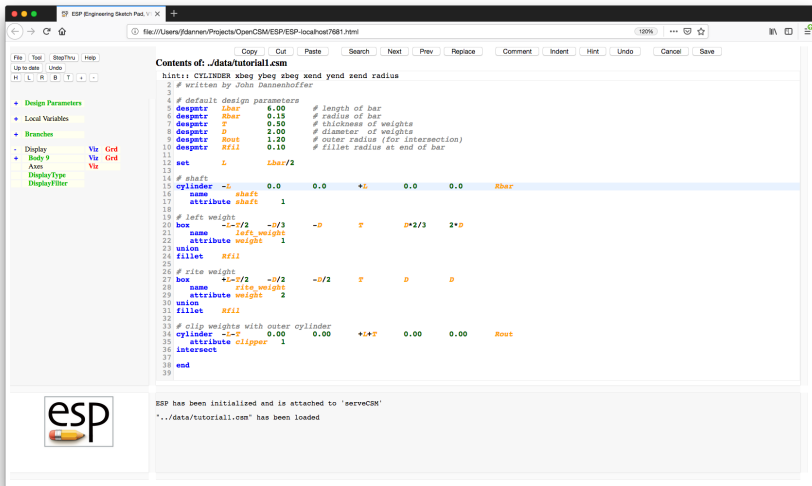 ESP (Engineering Sketch Pad, V
file:///Users/jfdannen/Projects/OpenCSM/ESP/ESP-localhost7681.html
120%
File Tool StepThru Help
Up to date Undo
H L R B T + -
+ Design Parameters
+ Local Variables
+ Branches
- Display Viz Grd
+ Body 9 Viz Grd
Axes Viz
DisplayType
DisplayFilter
Copy Cut Paste Search Next Prev Replace Comment Indent Hint Undo Cancel Save
Contents of: ../data/tutorial1.csm
hint:: CYLINDER xbeg ybeg zbeg xend yend zend radius
2 # written by John Dannenhoffer
3
4 # default design parameters
5 despmtr Lbar 6.00 # length of bar
6 despmtr Rbar 0.15 # radius of bar
7 despmtr T 0.50 # thickness of weights
8 despmtr D 2.00 # diameter of weights
9 despmtr Rout 1.20 # outer radius (for intersection)
10 despmtr Rfil 0.10 # fillet radius at end of bar
11
12 set L Lbar/2
13
14 # shaft
15 cylinder -L 0.0 0.0 +L 0.0 0.0 Rbar
16 name shaft
17 attribute shaft 1
18
19 # left weight
20 box -L-T/2 -D/3 -D T D*2/3 2*D
21 name left_weight
22 attribute weight 1
23 union
24 fillet Rfil
25
26 # rite weight
27 box +L-T/2 -D/2 -D/2 T D D
28 name rite_weight
29 attribute weight 2
30 union
31 fillet Rfil
32
33 # clip weights with outer cylinder
34 cylinder -L-T 0.00 0.00 +L+T 0.00 0.00 Rout
35 attribute clipper 1
36 intersect
37
38 end
39
esp
ESP has been initialized and is attached to 'serveCSM'
"../data/tutorial1.csm" has been loaded